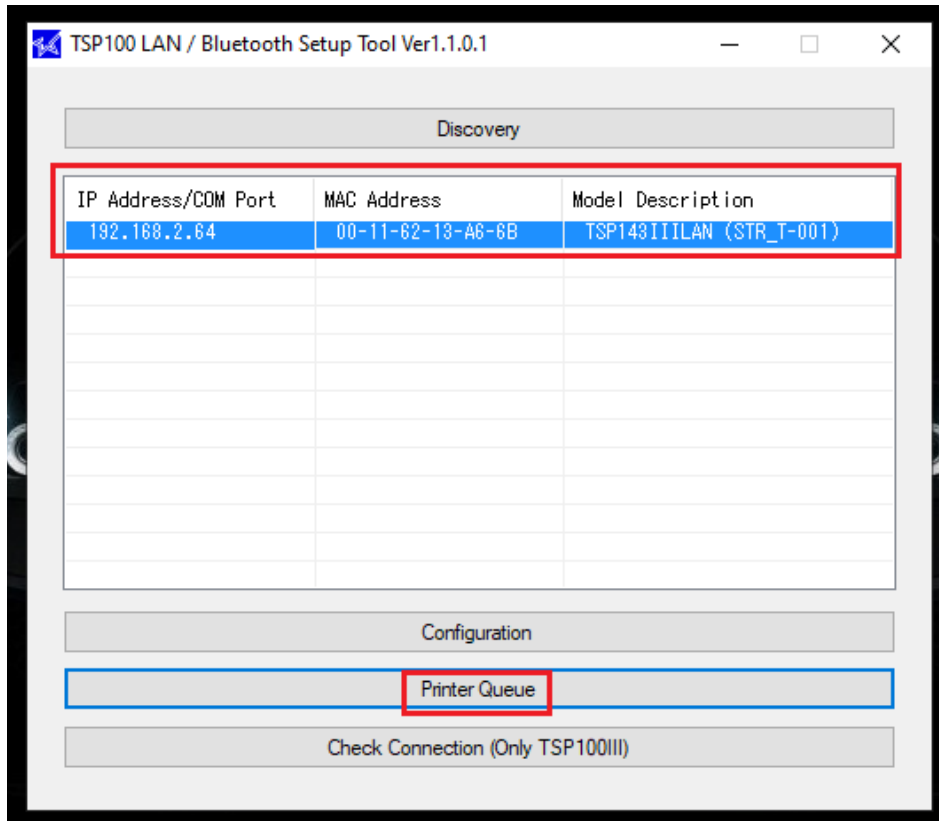 TSP100 LAN / Bluetooth Setup Tool Ver1.1.0.1
Discovery
IP Address/COM Port MAC Address Model Description
192.168.2.64 00-11-62-13-A6-6B TSP143IIILAN (STR_T-001)
Configuration
Printer Queue
Check Connection (Only TSP100III)